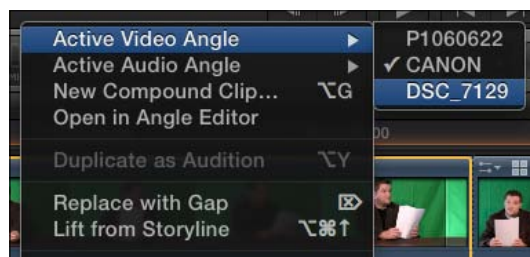 Active Video Angle ▶
Active Audio Angle ▶
New Compound Clip... ⌥G
Open in Angle Editor
Duplicate as Audition ⌥Y
Replace with Gap ⌦
Lift from Storyline ⌥⌘↑
P1060622
✓ CANON
DSC_7129
00